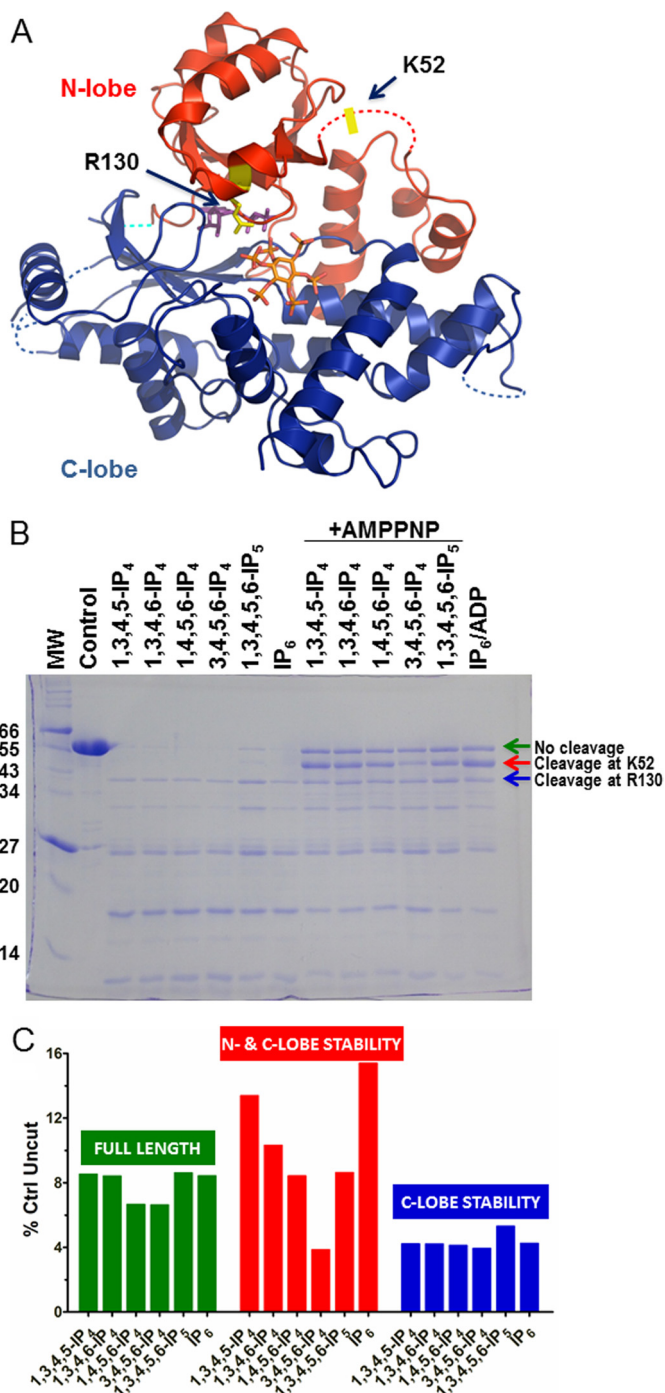 A
K52
N-lobe
R130
C-lobe
B
+AMPPNP
MW
Control
1,3,4,5-IP4
1,3,4,6-IP4
1,4,5,6-IP4
3,4,5,6-IP4
1,3,4,5,6-IP5
IP6
1,3,4,5-IP4
1,3,4,6-IP4
1,4,5,6-IP4
3,4,5,6-IP4
1,3,4,5,6-IP5
IP6/ADP
66
55
43
34
27
20
14
No cleavage
Cleavage at K52
Cleavage at R130
C
N- & C-LOBE STABILITY
FULL LENGTH
C-LOBE STABILITY
% Ctrl Uncut
16
12
8
4
0
1,3,4,5-IP4
1,3,4,6-IP4
1,4,5,6-IP4
3,4,5,6-IP4
1,3,4,5,6-IP5
IP6
1,3,4,5-IP4
1,3,4,6-IP4
1,4,5,6-IP4
3,4,5,6-IP4
1,3,4,5,6-IP5
IP6
1,3,4,5-IP4
1,3,4,6-IP4
1,4,5,6-IP4
3,4,5,6-IP4
1,3,4,5,6-IP5
IP6